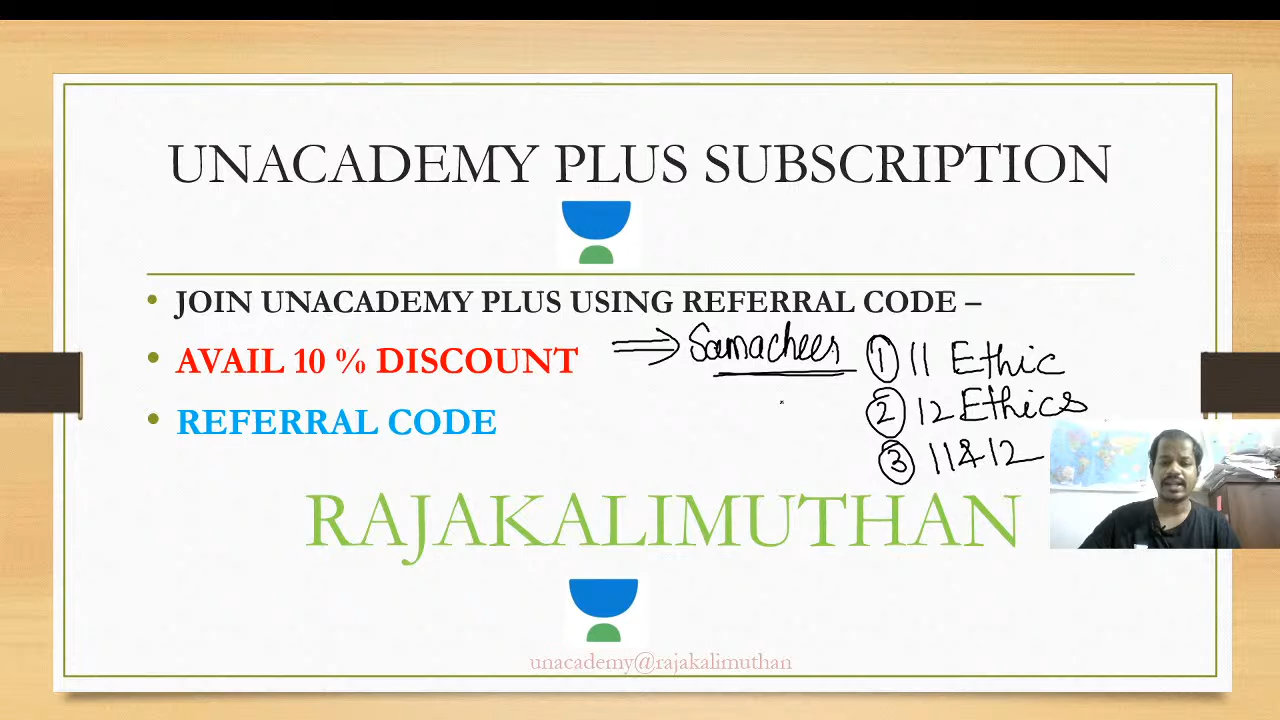 UNACADEMY PLUS SUBSCRIPTION
• JOIN UNACADEMY PLUS USING REFERRAL CODE –
• AVAIL 10 % DISCOUNT
• REFERRAL CODE
⇒ Samacheer
① 11 Ethic
② 12 Ethics
③ 11 & 12
RAJAKALIMUTHAN
unacademy@rajakalimuthan